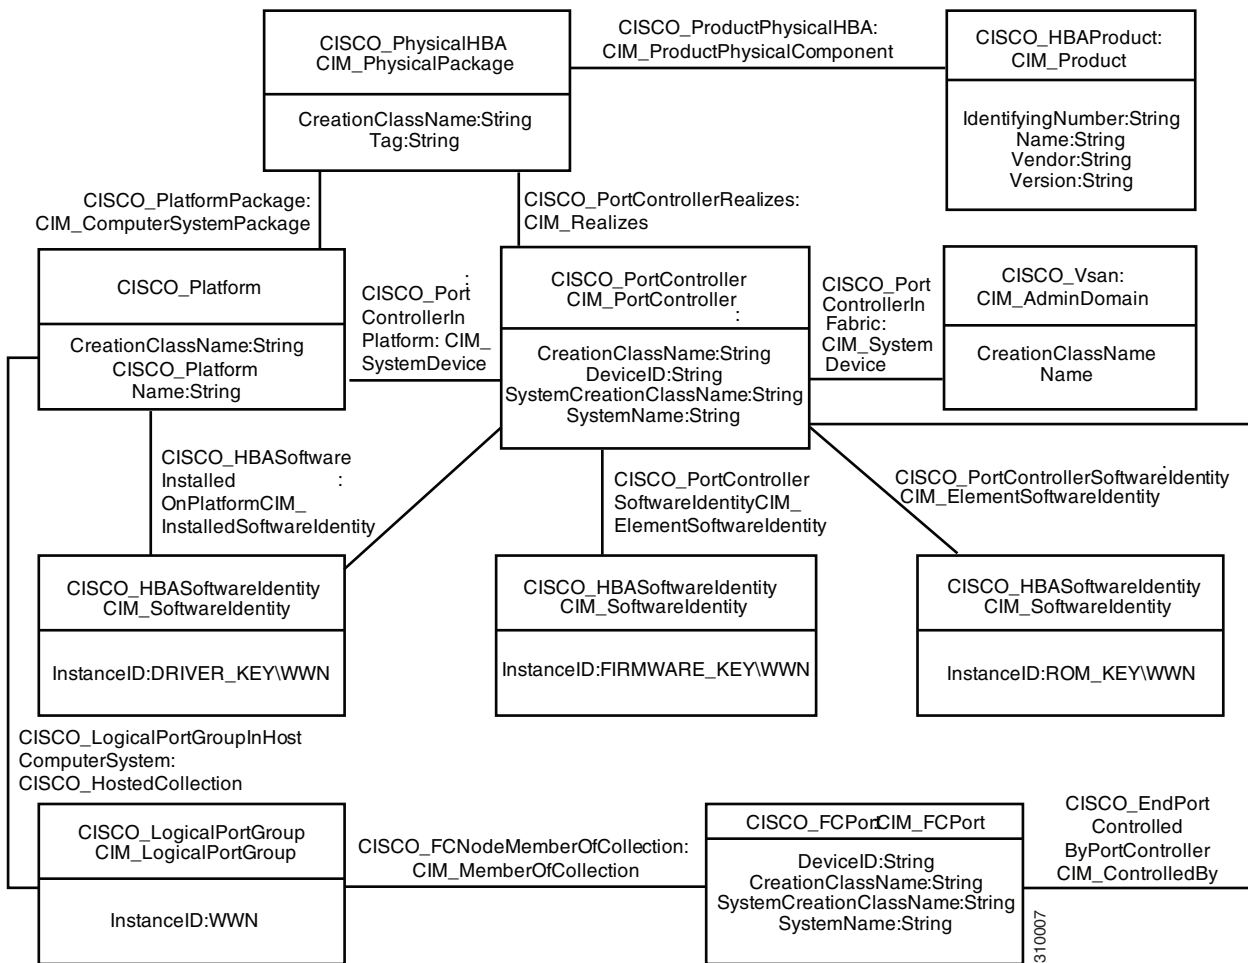 CISCO_PhysicalHBA
CIM_PhysicalPackage
CreationClassName:String
Tag:String
CISCO_ProductPhysicalHBA:
CIM_ProductPhysicalComponent
CISCO_HBAProduct:
CIM_Product
IdentifyingNumber:String
Name:String
Vendor:String
Version:String
CISCO_PlatformPackage:
CIM_ComputerSystemPackage
CISCO_PortControllerRealizes:
CIM_Realizes
CISCO_Platform
CreationClassName:String
CISCO_Platform
Name:String
:
CISCO_Port
ControllerIn
Platform: CIM_
SystemDevice
CISCO_PortController
CIM_PortController
:
CreationClassName:String
DeviceID:String
SystemCreationClassName:String
SystemName:String
CISCO_Port
ControllerIn
Fabric:
CIM_System
Device
CISCO_Vsan:
CIM_AdminDomain
CreationClassName
Name
CISCO_HBASoftware
Installed :
OnPlatformCIM_
InstalledSoftwareIdentity
CISCO_PortController
SoftwareIdentityCIM_
ElementSoftwareIdentity
CISCO_PortControllerSoftwareIdentity:
CIM_ElementSoftwareIdentity
CISCO_HBASoftwareIdentity
CIM_SoftwareIdentity
InstanceID:DRIVER_KEY\WWN
CISCO_HBASoftwareIdentity
CIM_SoftwareIdentity
InstanceID:FIRMWARE_KEY\WWN
CISCO_HBASoftwareIdentity:
CIM_SoftwareIdentity
InstanceID:ROM_KEY\WWN
CISCO_LogicalPortGroupInHost
ComputerSystem:
CISCO_HostedCollection
CISCO_LogicalPortGroup
CIM_LogicalPortGroup
InstanceID:WWN
CISCO_FCNodeMemberOfCollection:
CIM_MemberOfCollection
CISCO_FCPort:CIM_FCPort
DeviceID:String
CreationClassName:String
SystemCreationClassName:String
SystemName:String
CISCO_EndPort
Controlled
ByPortController
CIM_ControlledBy
310007